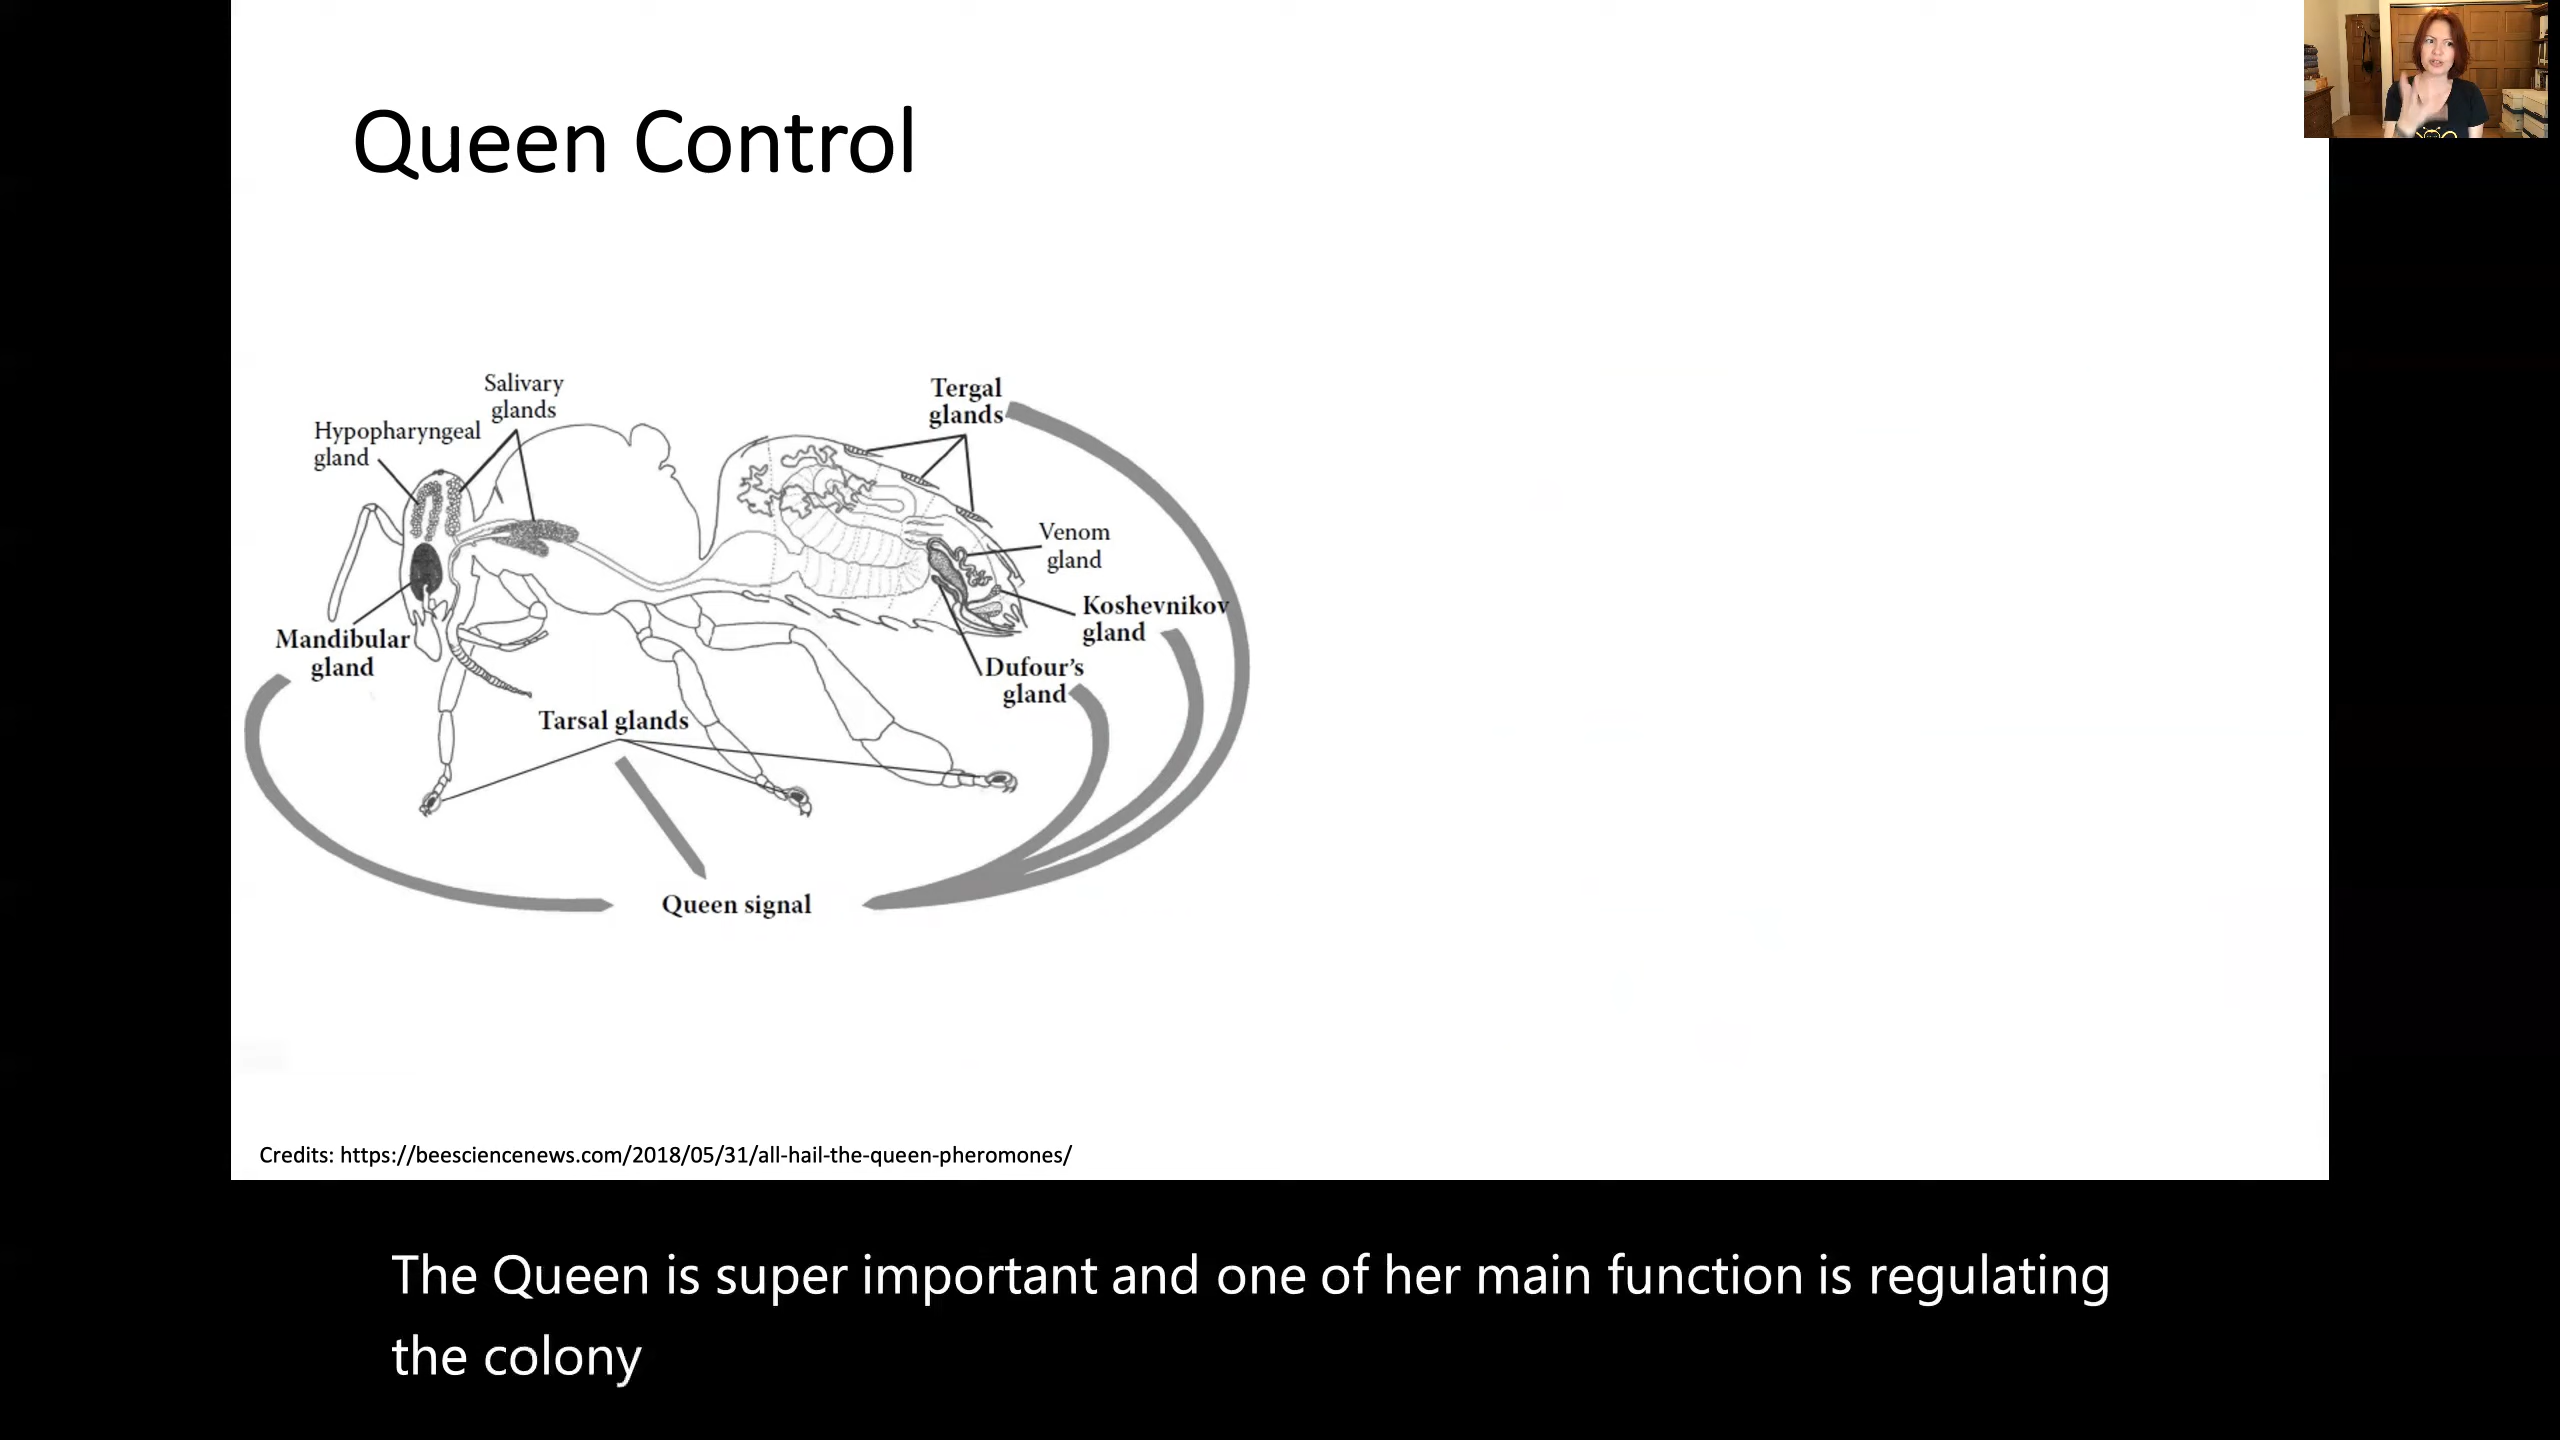 Queen Control
Salivary
glands
Hypopharyngeal
gland
Tergal
glands
Venom
gland
Koshevnikov
gland
Mandibular
gland
Dufour's
gland
Tarsal glands
Queen signal
Credits: https://beesciencenews.com/2018/05/31/all-hail-the-queen-pheromones/
The Queen is super important and one of her main function is regulating
the colony